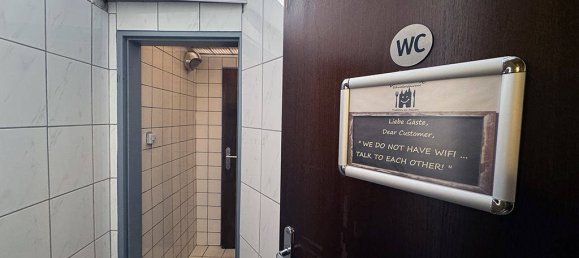 WC
Liebe Gäste,
Dear Customer,
"WE DO NOT HAVE WIFI ...
TALK TO EACH OTHER! "